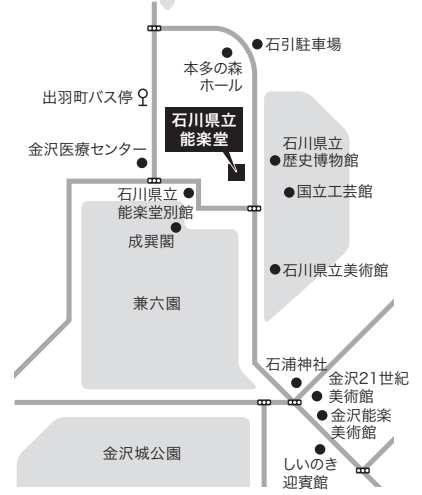 石引駐車場
本多の森
ホール
出羽町バス停
石川県立
能楽堂
金沢医療センター
石川県立
歴史博物館
石川県立
能楽堂別館
国立工芸館
成巽閣
石川県立美術館
兼六園
石浦神社
金沢21世紀
美術館
金沢能楽
美術館
金沢城公園
しいのき
迎賓館